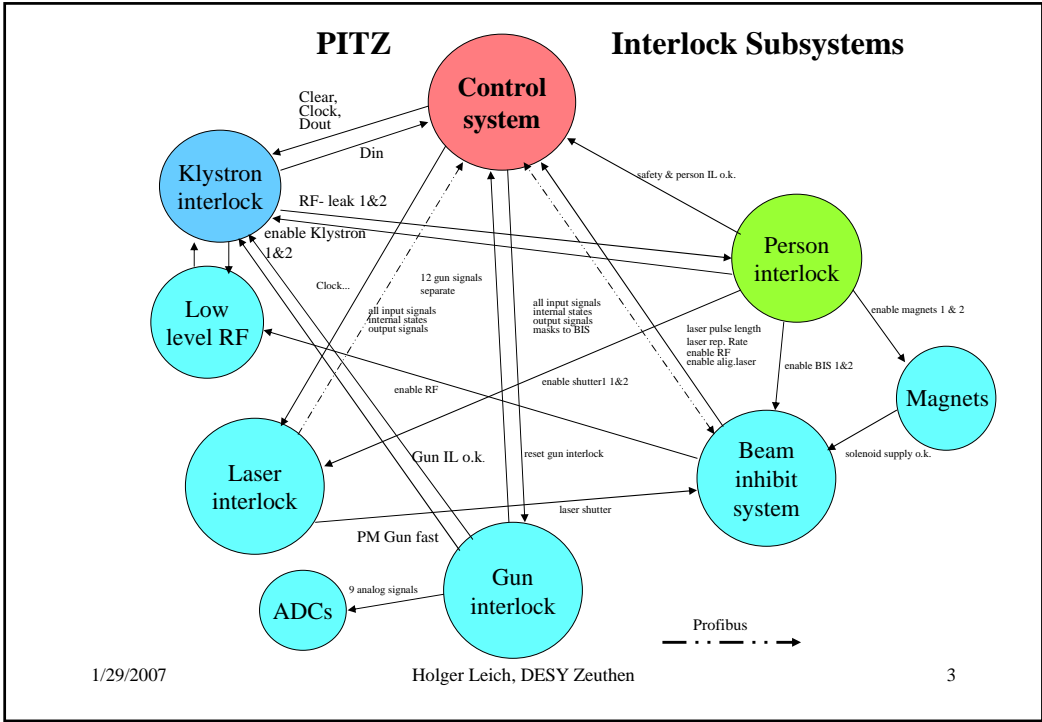 PITZ
Interlock Subsystems
Control
system
Clear,
Clock,
Dout
Din
Klystron
interlock
safety & person IL o.k.
RF- leak 1&2
enable Klystron
1&2
Person
interlock
Low
level RF
Clock...
12 gun signals
separate
all input signals
internal states
output signals
all input signals
internal states
output signals
masks to BIS
laser pulse length
laser rep. Rate
enable RF
enable alig.laser
enable magnets 1 & 2
enable BIS 1&2
enable RF
enable shutter1 1&2
Magnets
Laser
interlock
Gun IL o.k.
reset gun interlock
Beam
inhibit
system
solenoid supply o.k.
laser shutter
PM Gun fast
Gun
interlock
ADCs
9 analog signals
Profibus
1/29/2007
Holger Leich, DESY Zeuthen
3